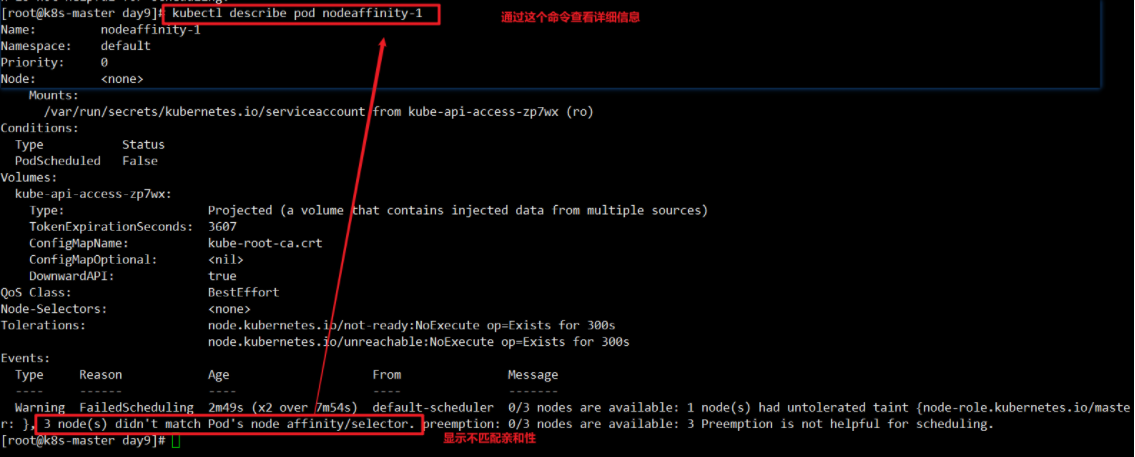 [root@k8s-master day9]# kubectl describe pod nodeaffinity-1
通过这个命令查看详细信息
Name:         nodeaffinity-1
Namespace:    default
Priority:     0
Node:         <none>
    Mounts:
      /var/run/secrets/kubernetes.io/serviceaccount from kube-api-access-zp7wx (ro)
Conditions:
  Type           Status
  PodScheduled   False
Volumes:
  kube-api-access-zp7wx:
    Type:                    Projected (a volume that contains injected data from multiple sources)
    TokenExpirationSeconds:  3607
    ConfigMapName:           kube-root-ca.crt
    ConfigMapOptional:       <nil>
    DownwardAPI:             true
QoS Class:                   BestEffort
Node-Selectors:              <none>
Tolerations:                 node.kubernetes.io/not-ready:NoExecute op=Exists for 300s
                             node.kubernetes.io/unreachable:NoExecute op=Exists for 300s
Events:
  Type     Reason            Age                    From               Message
  ----     ------            ----                   ----               -------
  Warning  FailedScheduling  2m49s (x2 over 7m54s)  default-scheduler  0/3 nodes are available: 1 node(s) had untolerated taint {node-role.kubernetes.io/maste
r: }, 3 node(s) didn't match Pod's node affinity/selector. preemption: 0/3 nodes are available: 3 Preemption is not helpful for scheduling.
[root@k8s-master day9]#
显示不匹配亲和性